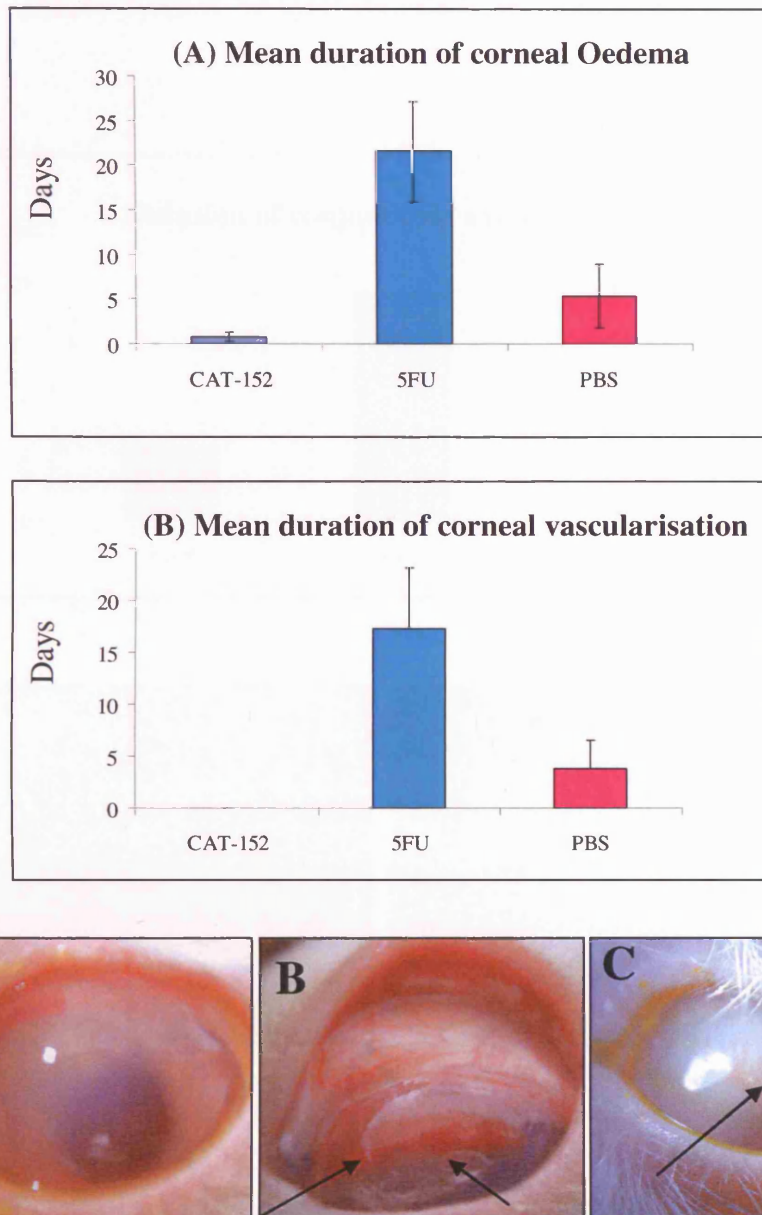 (A) Mean duration of corneal Oedema
30
25
20
15
10
5
0
Days
CAT-152
5FU
PBS
(B) Mean duration of corneal vascularisation
25
20
15
10
5
0
Days
CAT-152
5FU
PBS
B
C